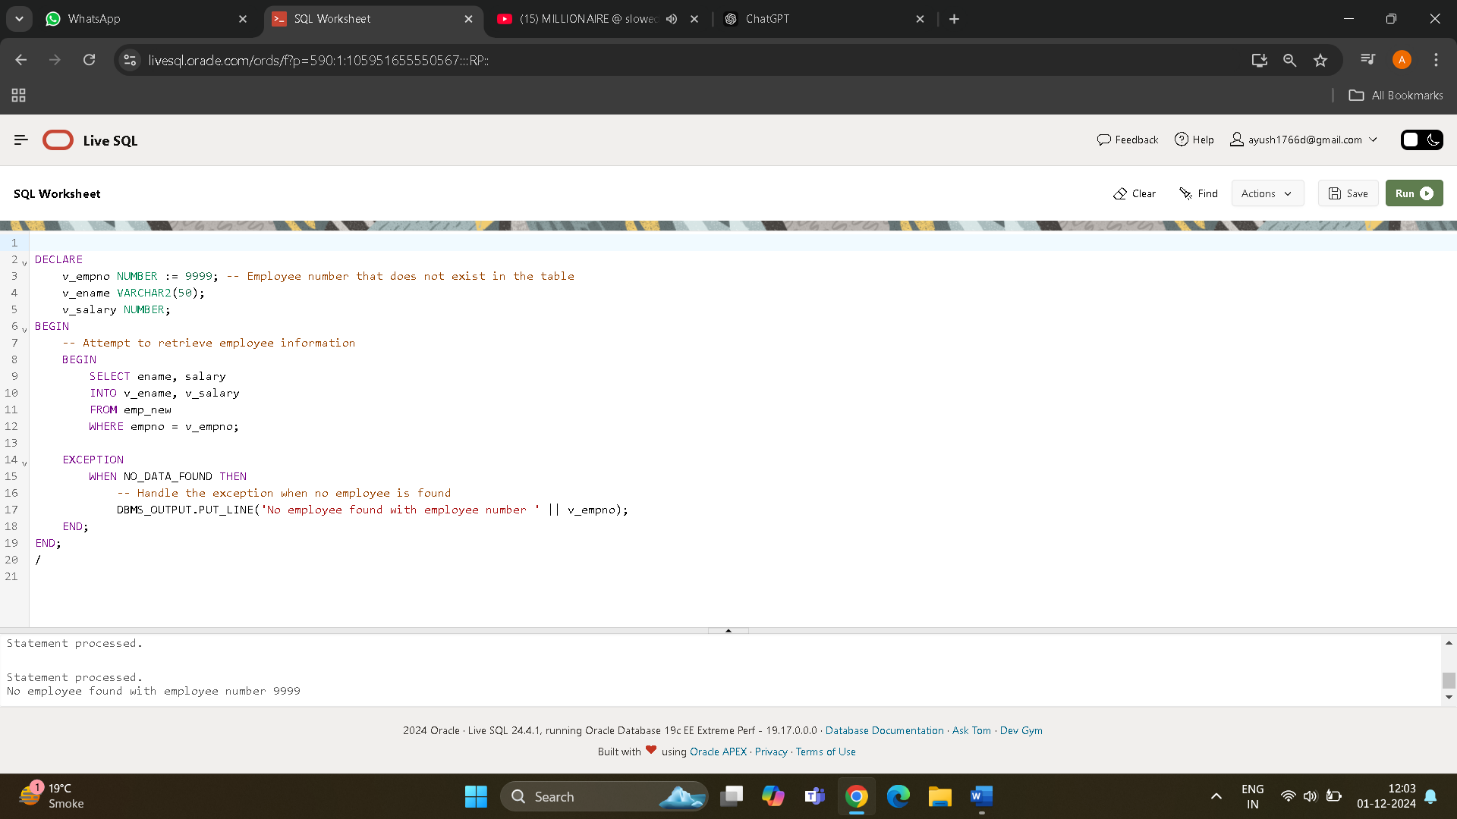 WhatsApp
SQL Worksheet
(15) MILLIONAIRE @ slowed
ChatGPT
livesql.oracle.com/ords/f?p=590:1:105951655550567:::RP::
A
All Bookmarks
Live SQL
Feedback
Help
ayush1766d@gmail.com
SQL Worksheet
Clear
Find
Actions
Save
Run
1
2 DECLARE
3 v_empno NUMBER := 9999; -- Employee number that does not exist in the table
4 v_ename VARCHAR2(50);
5 v_salary NUMBER;
6 BEGIN
7 -- Attempt to retrieve employee information
8 BEGIN
9 SELECT ename, salary
10 INTO v_ename, v_salary
11 FROM emp_new
12 WHERE empno = v_empno;
13
14 EXCEPTION
15 WHEN NO_DATA_FOUND THEN
16 -- Handle the exception when no employee is found
17 DBMS_OUTPUT.PUT_LINE('No employee found with employee number ' || v_empno);
18 END;
19 END;
20 /
21
Statement processed.
Statement processed.
No employee found with employee number 9999
2024 Oracle · Live SQL 24.4.1, running Oracle Database 19c EE Extreme Perf - 19.17.0.0.0 · Database Documentation · Ask Tom · Dev Gym
Built with ❤ using Oracle APEX · Privacy · Terms of Use
1
19°C
Smoke
Search
ENG
IN
12:03
01-12-2024